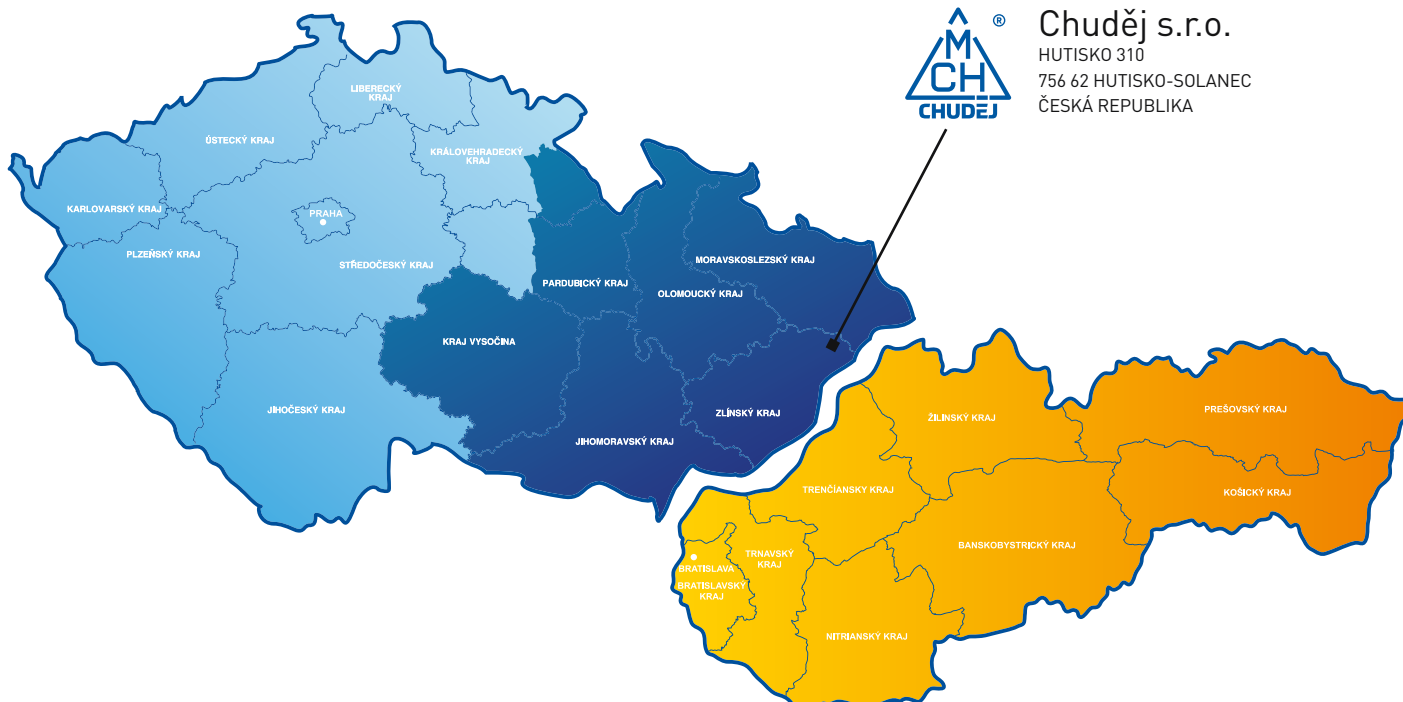 M
CH
CHUDĚJ
®
Chuděj s.r.o.
HUTISKO 310
756 62 HUTISKO-SOLANEC
ČESKÁ REPUBLIKA
LIBERECKÝ
KRAJ
ÚSTECKÝ KRAJ
KRÁLOVEHRADECKÝ
KRAJ
KARLOVARSKÝ KRAJ
PRAHA
PLZEŇSKÝ KRAJ
STŘEDOČESKÝ KRAJ
MORAVSKOSLEZSKÝ KRAJ
PARDUBICKÝ KRAJ
OLOMOUCKÝ KRAJ
KRAJ VYSOČINA
JIHOČESKÝ KRAJ
ZLÍNSKÝ KRAJ
JIHOMORAVSKÝ KRAJ
ŽILINSKÝ KRAJ
PREŠOVSKÝ KRAJ
TRENČÍANSKY KRAJ
KOŠICKÝ KRAJ
BANSKOBYSTRICKÝ KRAJ
TRNAVSKÝ
KRAJ
BRATISLAVA
BRATISLAVSKÝ
KRAJ
NITRIANSKÝ KRAJ